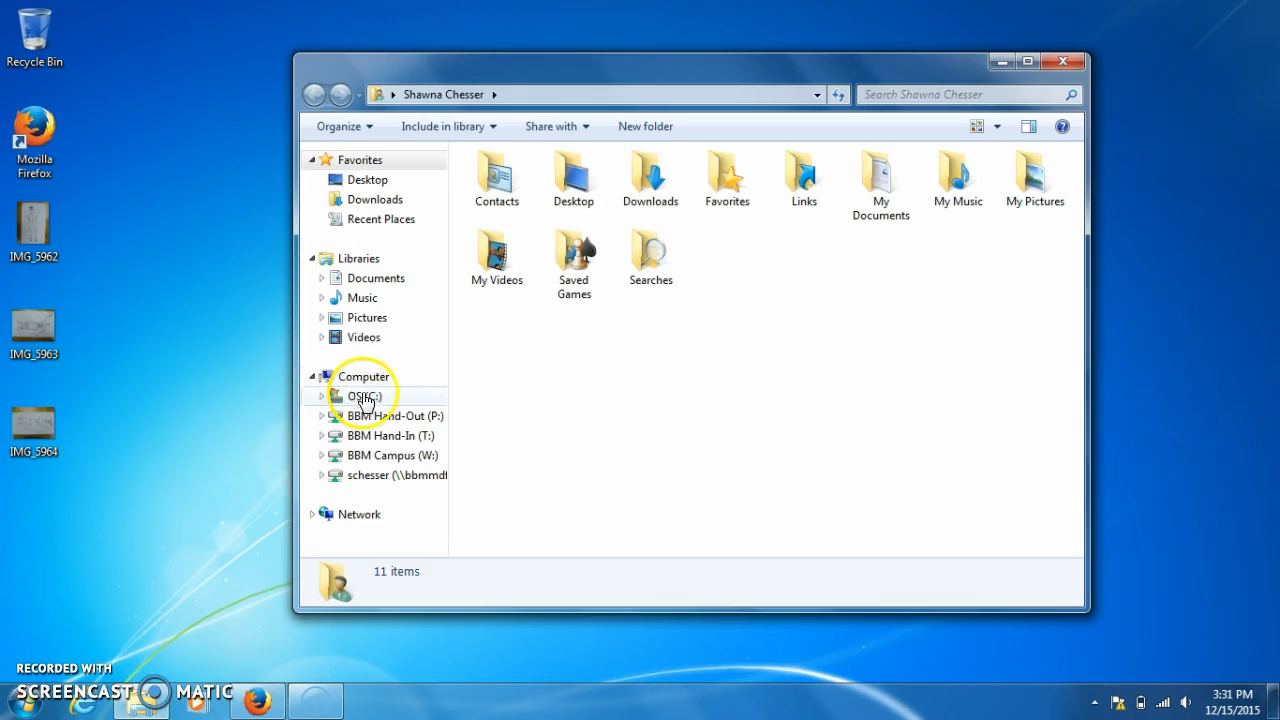 Recycle Bin
Mozilla
Firefox
IMG_5962
IMG_5963
IMG_5964
Shawna Chesser
Search Shawna Chesser
Organize
Include in library
Share with
New folder
Favorites
Desktop
Downloads
Recent Places
Libraries
Documents
Music
Pictures
Videos
Computer
OS (C:)
BBM Hand-Out (P:)
BBM Hand-In (T:)
BBM Campus (W:)
schesser (\\bbmmdf
Network
Contacts
Desktop
Downloads
Favorites
Links
My
Documents
My Music
My Pictures
My Videos
Saved
Games
Searches
11 items
RECORDED WITH
SCREENCAST MATIC
3:31 PM
12/15/2015